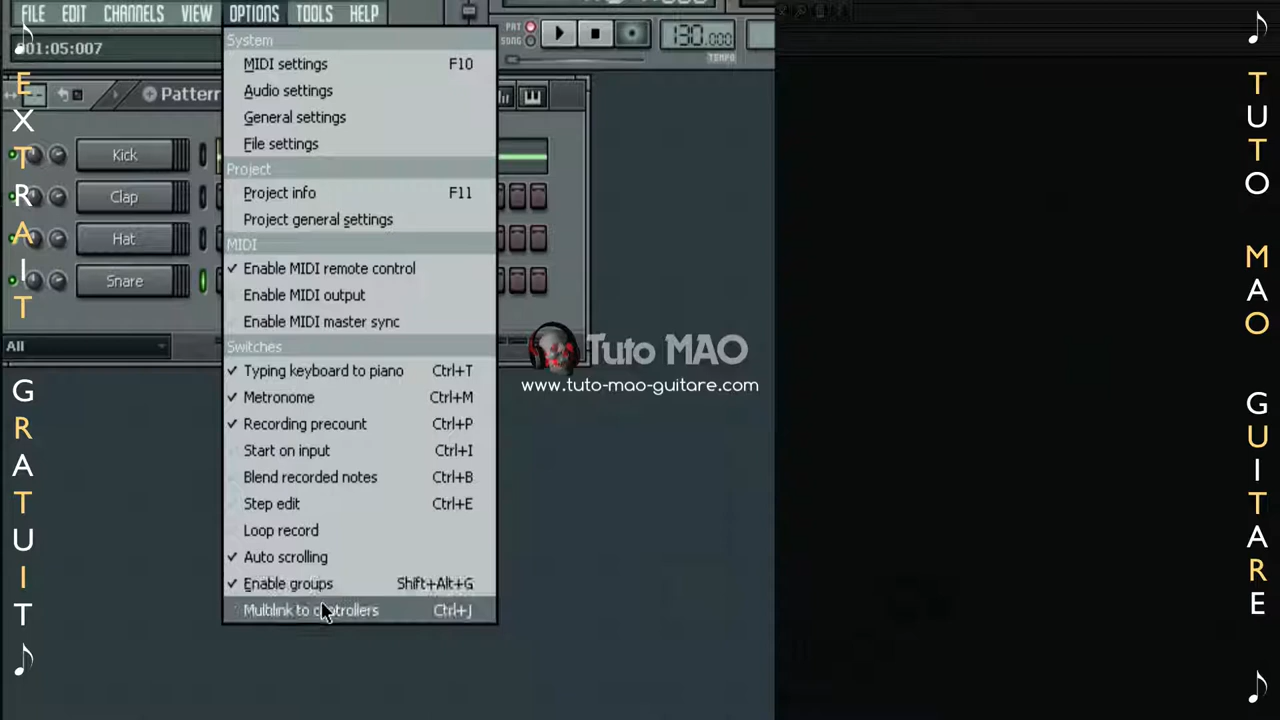 FILE EDIT CHANNELS VIEW OPTIONS TOOLS HELP
PAT
SONG
130.000
TEMPO
System
MIDI settings F10
Audio settings
General settings
File settings
Project
Project info F11
Project general settings
MIDI
Enable MIDI remote control
Enable MIDI output
Enable MIDI master sync
Switches
Typing keyboard to piano Ctrl+T
Metronome Ctrl+M
Recording precount Ctrl+P
Start on input Ctrl+I
Blend recorded notes Ctrl+B
Step edit Ctrl+E
Loop record
Auto scrolling
Enable groups Shift+Alt+G
Multilink to controllers Ctrl+J
Kick
Clap
Hat
Snare
All
Tuto MAO
www.tuto-mao-guitare.com
EXTRAIT GRATUIT
TUTO MAO GUITARE